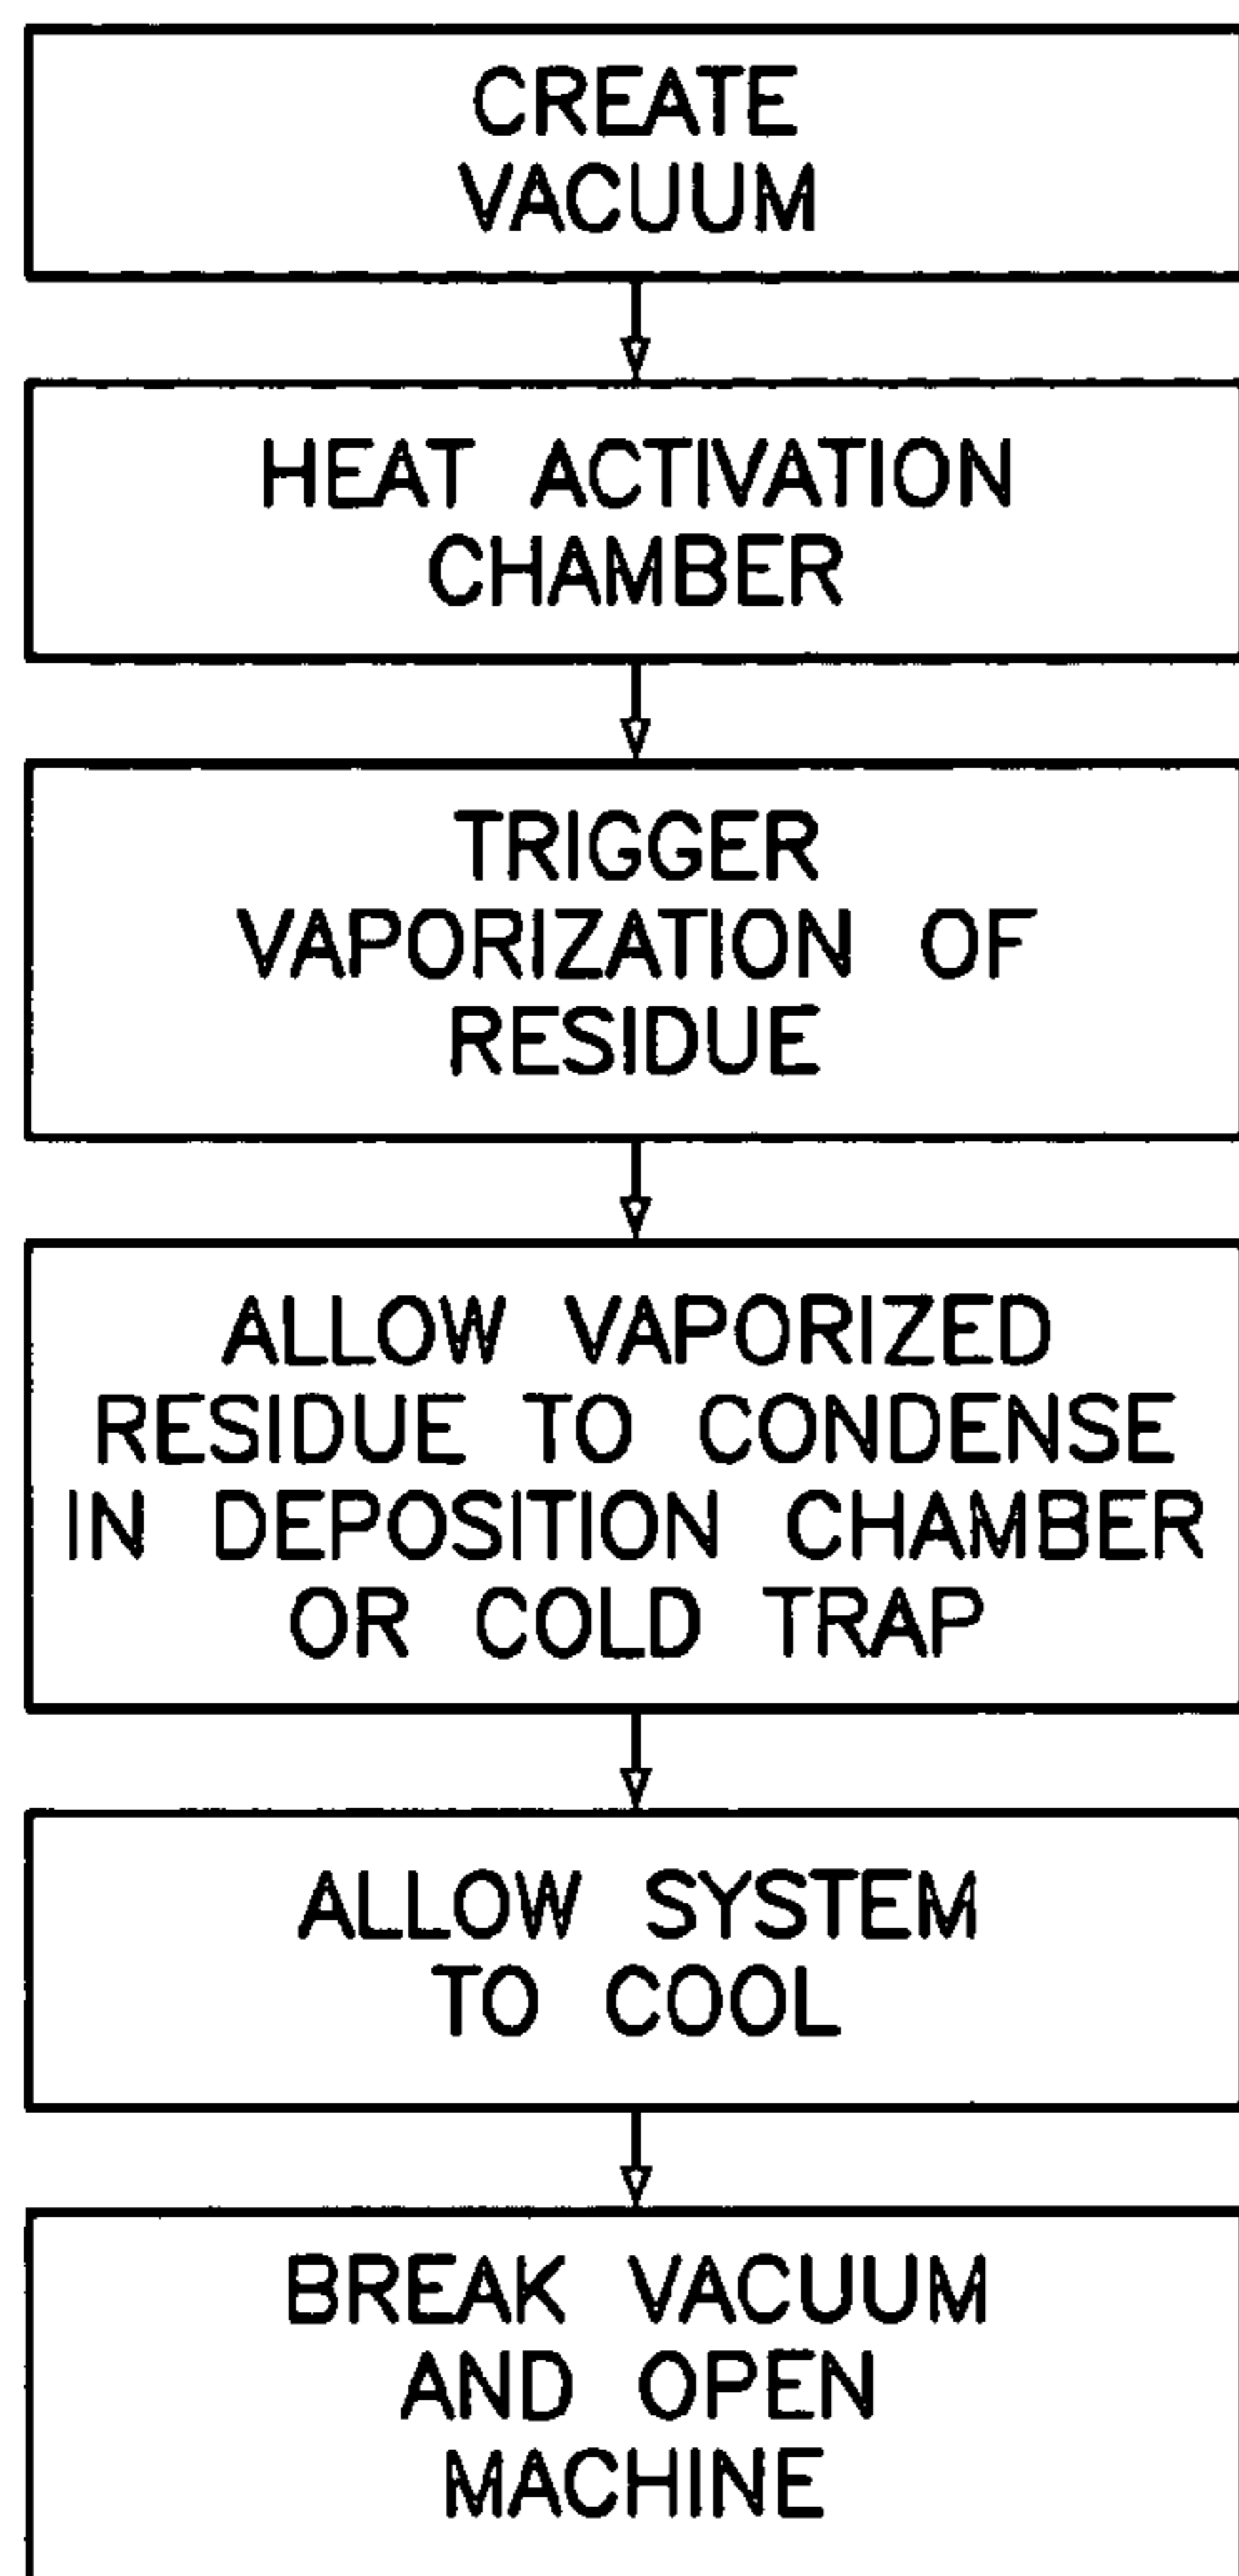 CREATE
VACUUM
HEAT ACTIVATION
CHAMBER
TRIGGER
VAPORIZATION OF
RESIDUE
ALLOW VAPORIZED
RESIDUE TO CONDENSE
IN DEPOSITION CHAMBER
OR COLD TRAP
ALLOW SYSTEM
TO COOL
BREAK VACUUM
AND OPEN
MACHINE